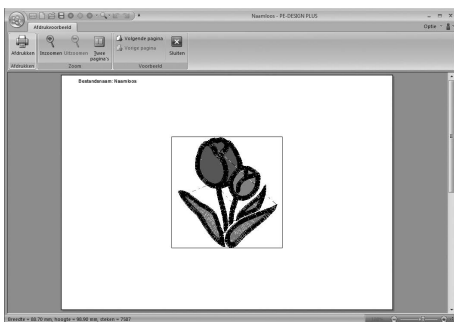 Naamloos - PE-DESIGN PLUS
Afdrukvoorbeeld
Optie
Afdrukken
Inzoomen
Uitzoomen
Twee pagina's
Volgende pagina
Vorige pagina
Sluiten
Afdrukken
Zoom
Voorbeeld
Bestandsnaam: Naamloos
Breedte = 88.70 mm, hoogte = 98.90 mm, steken = 7587